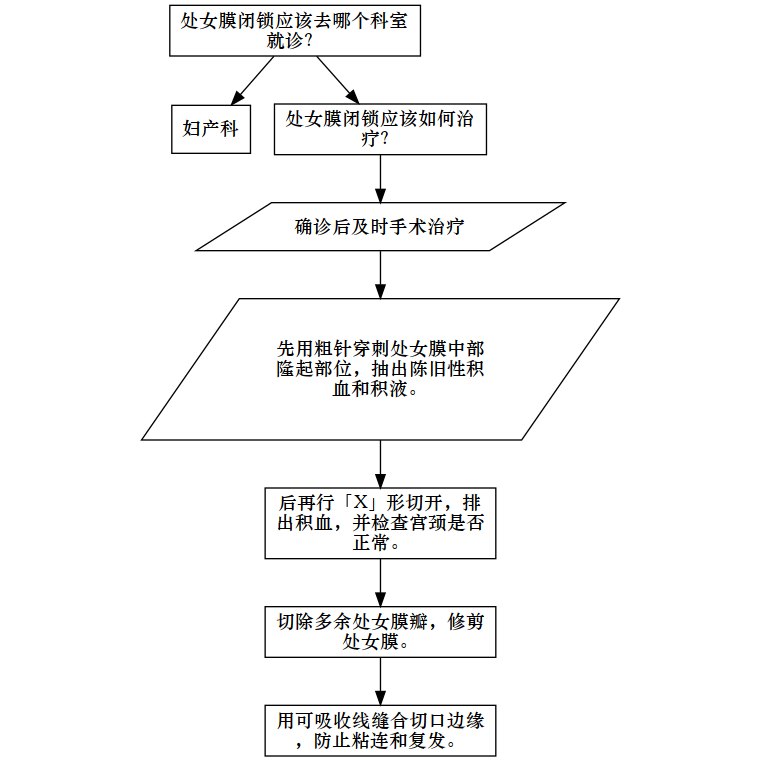 处女膜闭锁应该去哪个科室
就诊？
妇产科
处女膜闭锁应该如何治
疗？
确诊后及时手术治疗
先用粗针穿刺处女膜中部
隆起部位，抽出陈旧性积
血和积液。
后再行「X」形切开，排
出积血，并检查宫颈是否
正常。
切除多余处女膜瓣，修剪
处女膜。
用可吸收线缝合切口边缘
，防止粘连和复发。